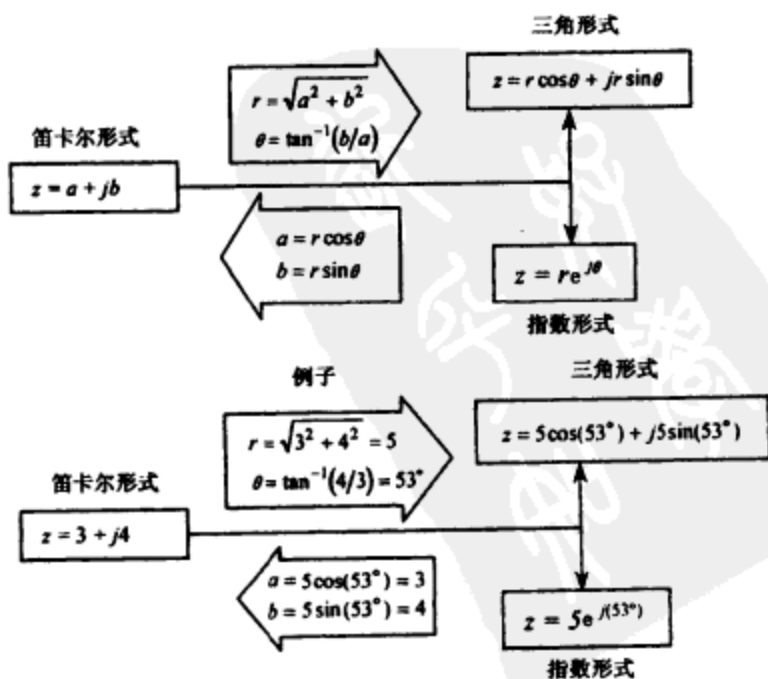 三角形式
z = r cosθ + jr sinθ
r = √(a² + b²)
θ = tan⁻¹(b/a)
笛卡尔形式
z = a + jb
a = r cosθ
b = r sinθ
z = re^{jθ}
指数形式
例子
三角形式
z = 5cos(53°) + j5sin(53°)
r = √(3² + 4²) = 5
θ = tan⁻¹(4/3) = 53°
笛卡尔形式
z = 3 + j4
a = 5cos(53°) = 3
b = 5sin(53°) = 4
z = 5e^{j(53°)}
指数形式